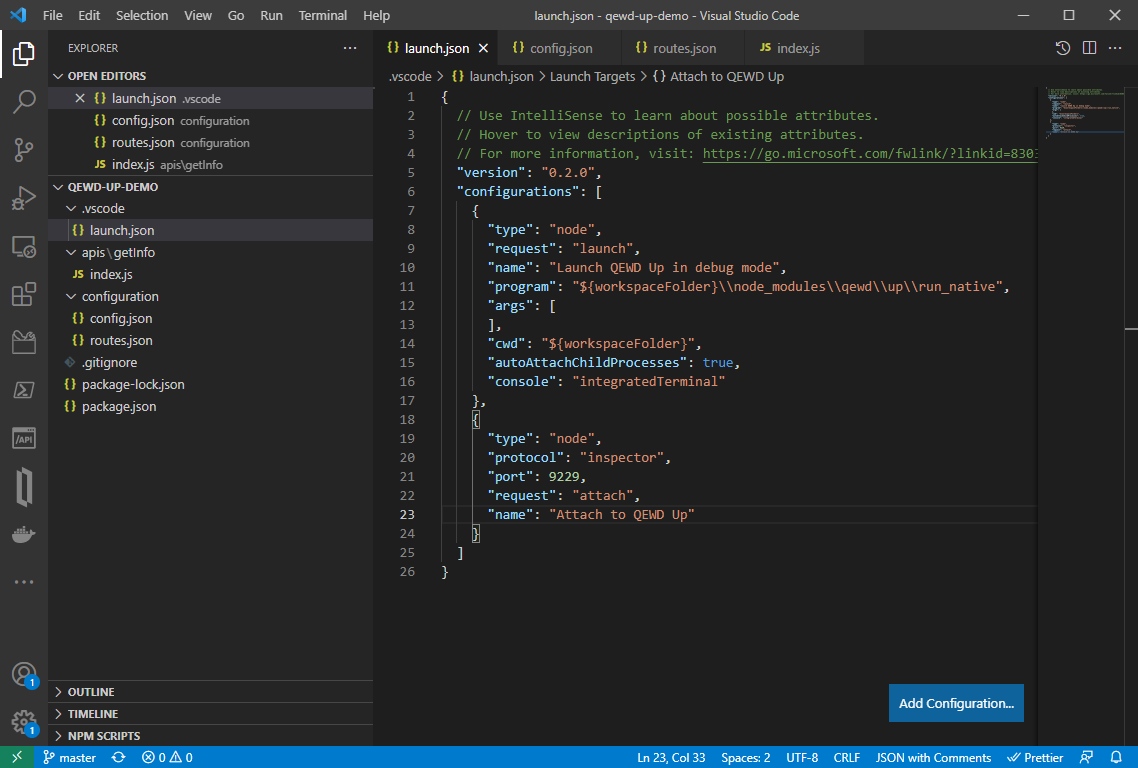 File Edit Selection View Go Run Terminal Help launch.json - qewd-up-demo - Visual Studio Code
EXPLORER
OPEN EDITORS
launch.json .vscode
config.json configuration
routes.json configuration
JS index.js apis\getInfo
QEWD-UP-DEMO
.vscode
{} launch.json
apis\getInfo
JS index.js
configuration
{} config.json
{} routes.json
.gitignore
{} package-lock.json
{} package.json
OUTLINE
TIMELINE
NPM SCRIPTS
/API
1
1
{} launch.json {} config.json {} routes.json JS index.js
.vscode > {} launch.json > Launch Targets > {} Attach to QEWD Up
1 {
2 // Use IntelliSense to learn about possible attributes.
3 // Hover to view descriptions of existing attributes.
4 // For more information, visit: https://go.microsoft.com/fwlink/?linkid=830
5 "version": "0.2.0",
6 "configurations": [
7 {
8 "type": "node",
9 "request": "launch",
10 "name": "Launch QEWD Up in debug mode",
11 "program": "${workspaceFolder}\\node_modules\\qewd\\up\\run_native",
12 "args": [
13 ],
14 "cwd": "${workspaceFolder}",
15 "autoAttachChildProcesses": true,
16 "console": "integratedTerminal"
17 },
18 {
19 "type": "node",
20 "protocol": "inspector",
21 "port": 9229,
22 "request": "attach",
23 "name": "Attach to QEWD Up"
24 }
25 ]
26 }
Add Configuration...
master 0 0 Ln 23, Col 33 Spaces: 2 UTF-8 CRLF JSON with Comments Prettier